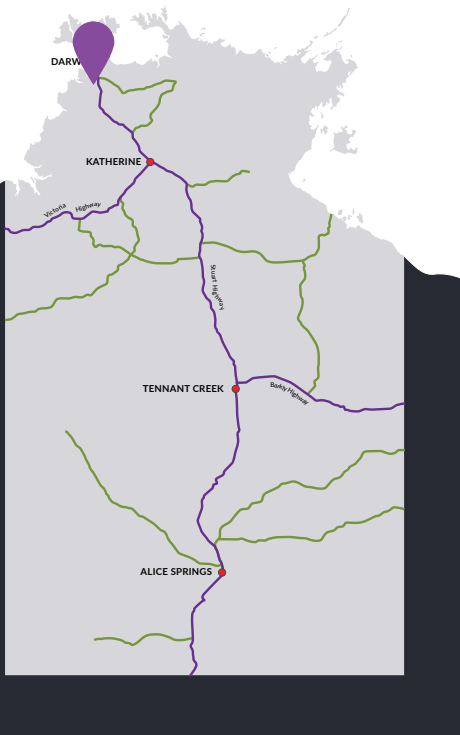 DARW
KATHERINE
Victoria Highway
Stuart Highway
TENNANT CREEK
Barkly Highway
ALICE SPRINGS